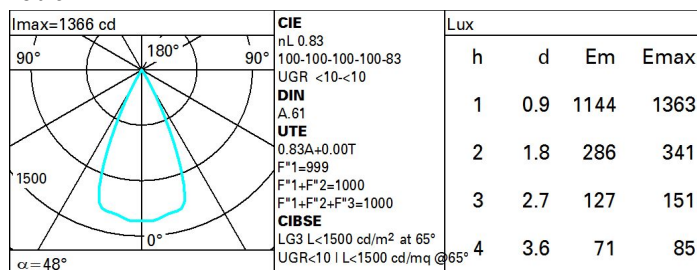 Imax=1366 cd
90°
180°
90°
1500
0°
α=48°
CIE
nL 0.83
100-100-100-100-83
UGR <10-<10
DIN
A.61
UTE
0.83A+0.00T
F"1=999
F"1+F"2=1000
F"1+F"2+F"3=1000
CIBSE
LG3 L<1500 cd/m² at 65°
UGR<10 | L<1500 cd/mq @65°
Lux
h d Em Emax
1 0.9 1144 1363
2 1.8 286 341
3 2.7 127 151
4 3.6 71 85